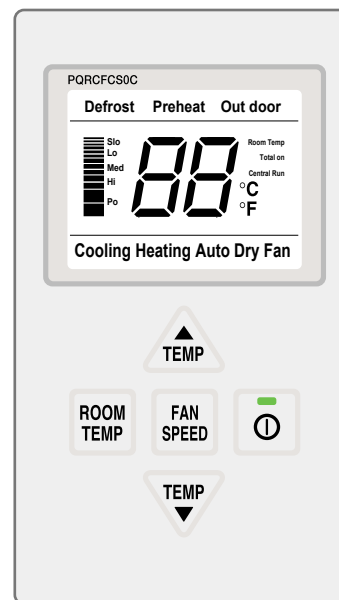 PQRCFCS0C
Defrost Preheat Out door
Slo
Lo
Med
Hi
Po
88
Room Temp
Total on
Central Run
°C
°F
Cooling Heating Auto Dry Fan
TEMP
ROOM
TEMP
FAN
SPEED
TEMP